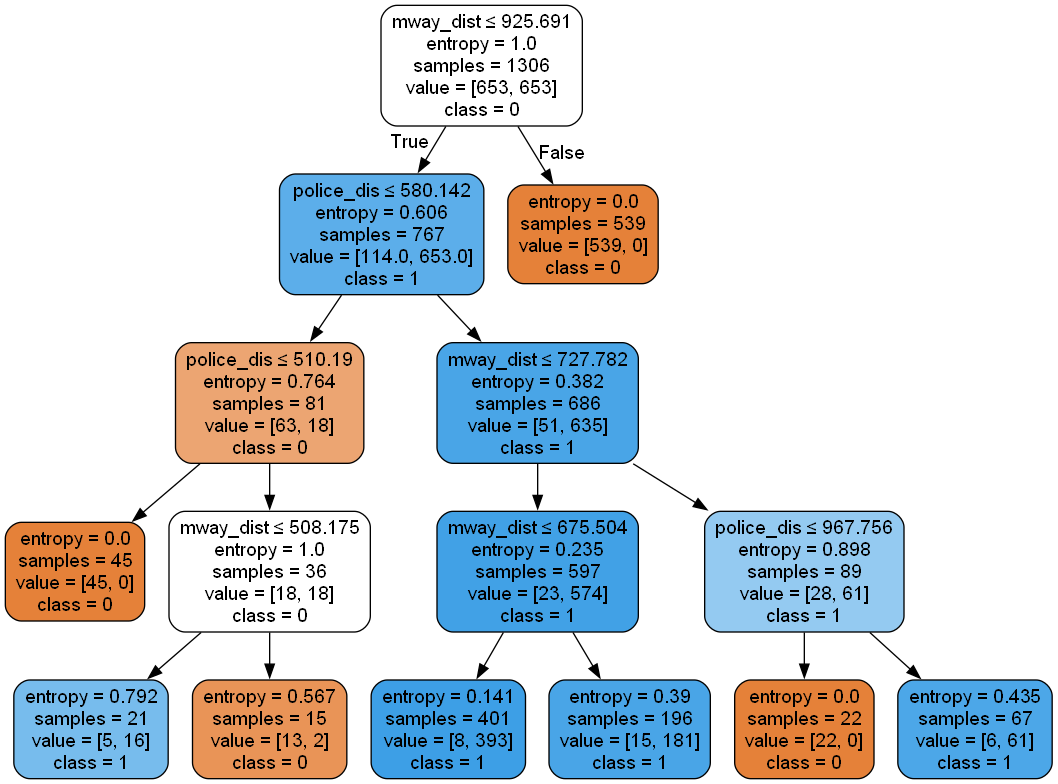 mway_dist ≤ 925.691
entropy = 1.0
samples = 1306
value = [653, 653]
class = 0
True
False
police_dis ≤ 580.142
entropy = 0.606
samples = 767
value = [114.0, 653.0]
class = 1
entropy = 0.0
samples = 539
value = [539, 0]
class = 0
police_dis ≤ 510.19
entropy = 0.764
samples = 81
value = [63, 18]
class = 0
mway_dist ≤ 727.782
entropy = 0.382
samples = 686
value = [51, 635]
class = 1
entropy = 0.0
samples = 45
value = [45, 0]
class = 0
mway_dist ≤ 508.175
entropy = 1.0
samples = 36
value = [18, 18]
class = 0
mway_dist ≤ 675.504
entropy = 0.235
samples = 597
value = [23, 574]
class = 1
police_dis ≤ 967.756
entropy = 0.898
samples = 89
value = [28, 61]
class = 1
entropy = 0.792
samples = 21
value = [5, 16]
class = 1
entropy = 0.567
samples = 15
value = [13, 2]
class = 0
entropy = 0.141
samples = 401
value = [8, 393]
class = 1
entropy = 0.39
samples = 196
value = [15, 181]
class = 1
entropy = 0.0
samples = 22
value = [22, 0]
class = 0
entropy = 0.435
samples = 67
value = [6, 61]
class = 1